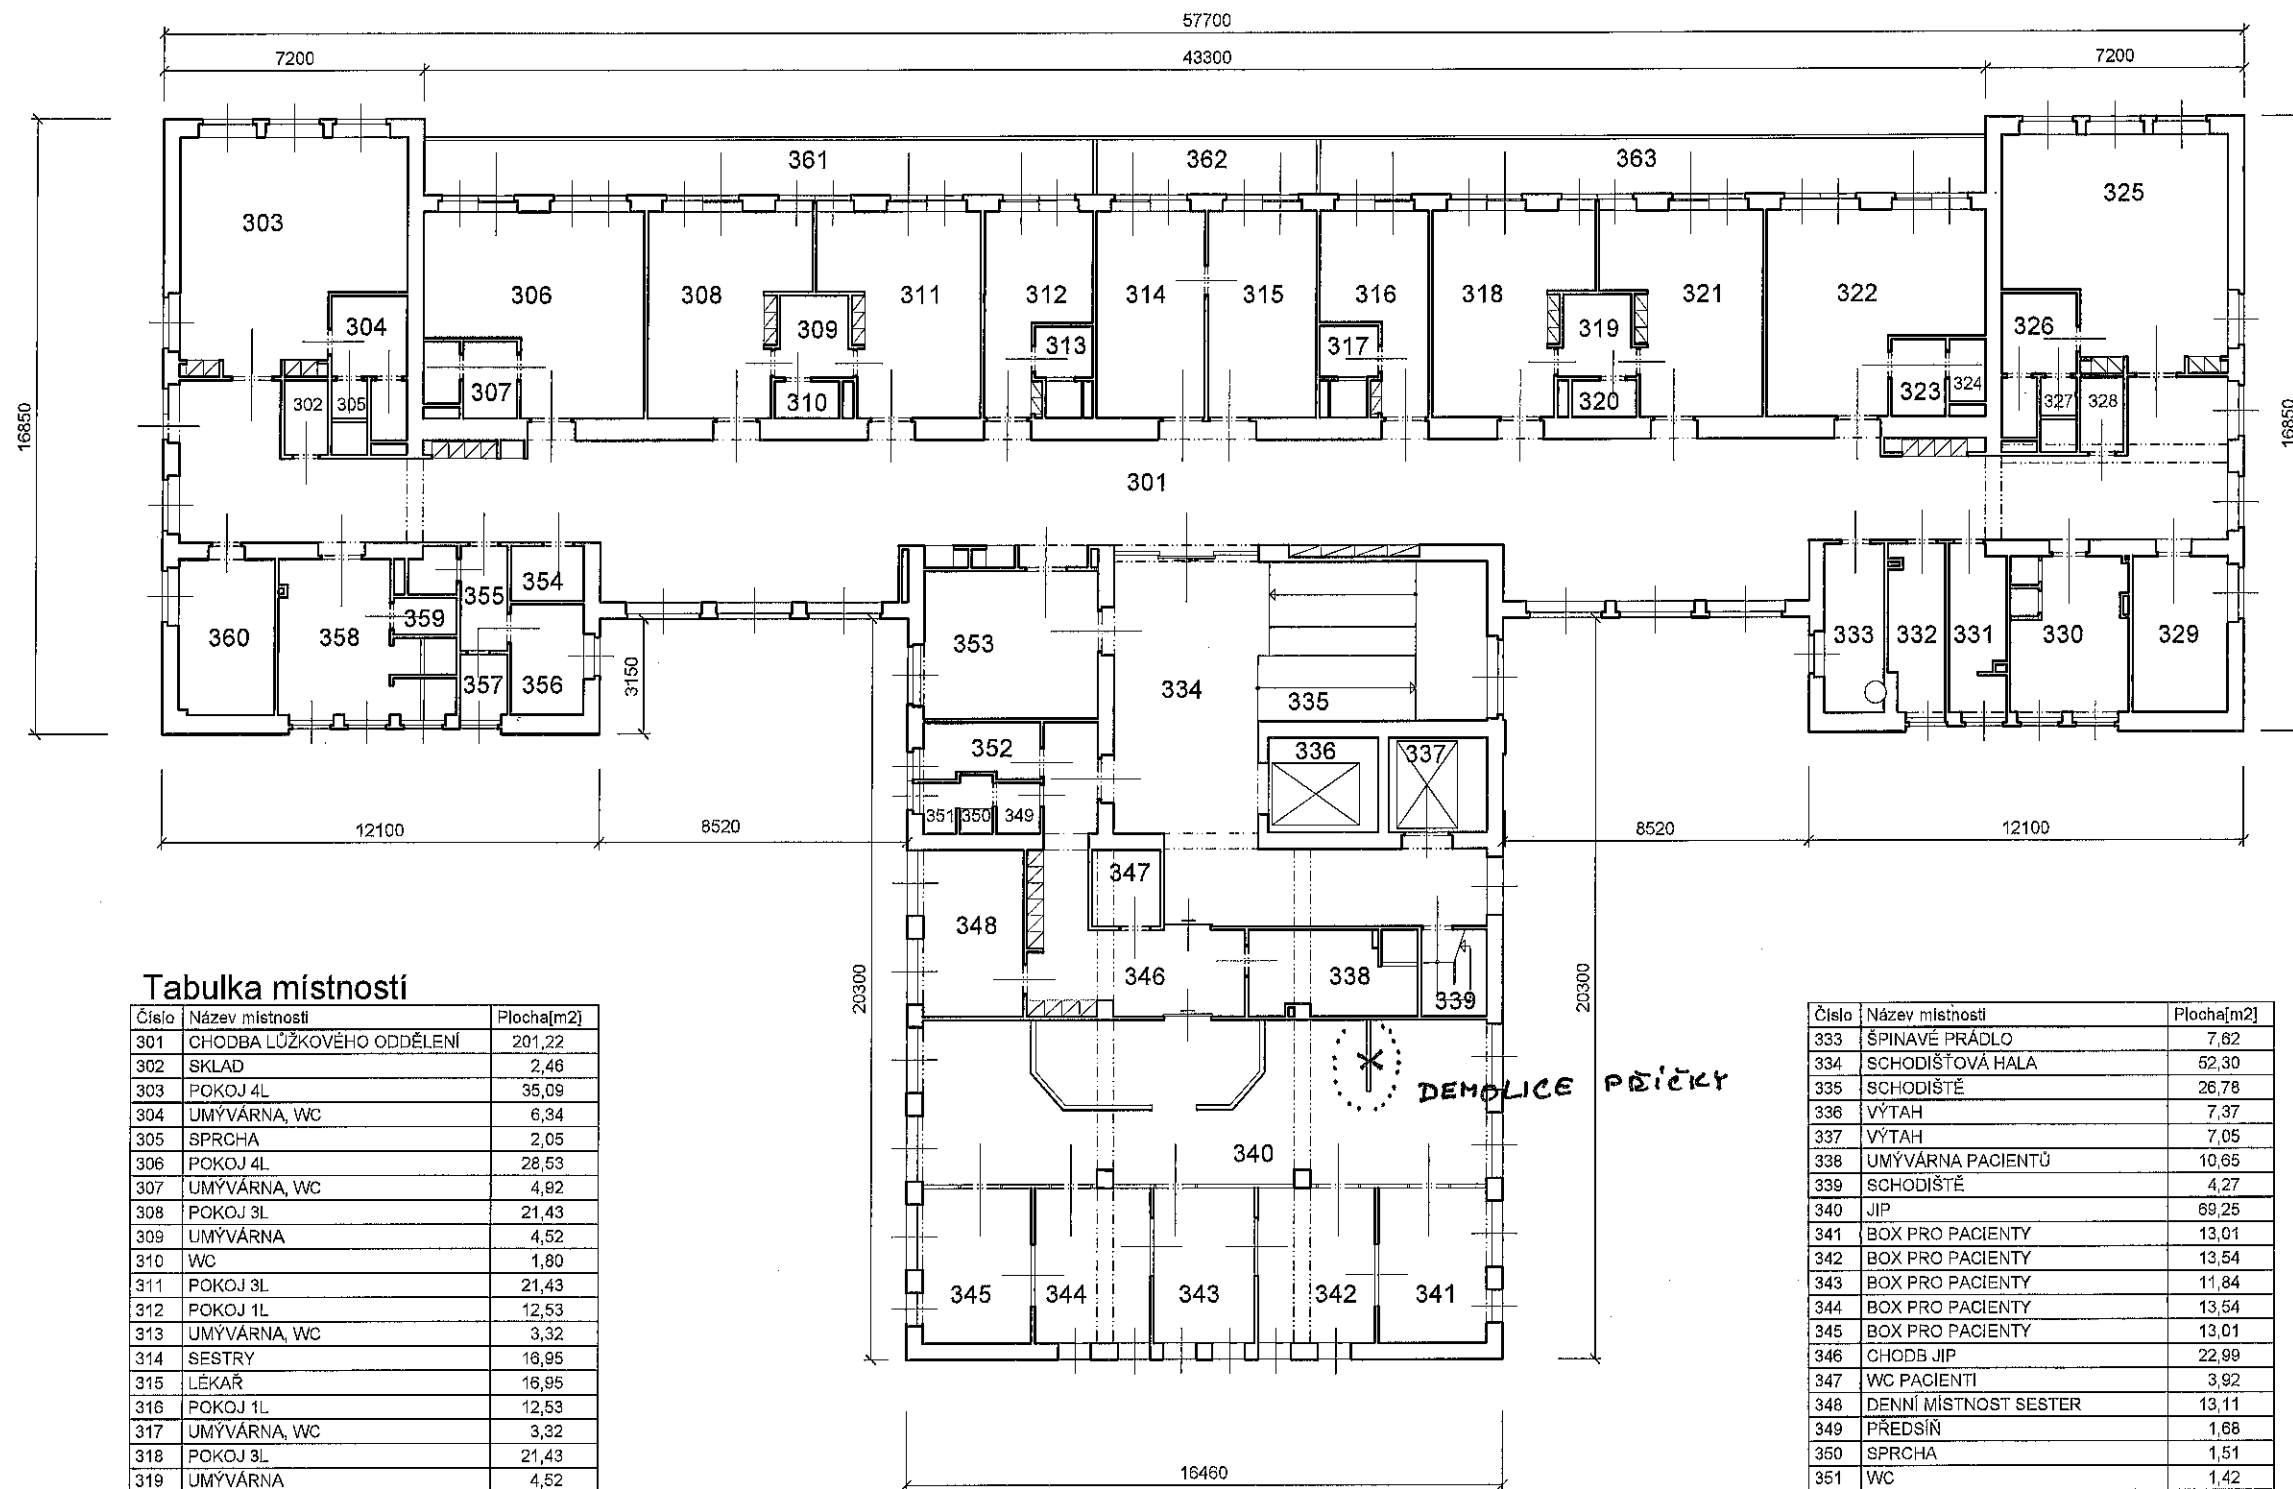 57700
7200 43300 7200
361 362 363
303 325
306 308 311 312 314 315 316 318 321 322
304 309 313 317 319 326
307 310 320 323 324
302 305 327 328
16850 16850
301
354 355
360 358 359 353 333 332 331 330 329
357 356 3150 334 335
352 336 337
351 350 349
12100 8520 8520 12100
347
348 346 338 339
20300 20300
DEMOLICE PŘÍČKY
340
345 344 343 342 341
16460
Tabulka místností
Číslo Název místnosti Plocha[m2]
301 CHODBA LŮŽKOVÉHO ODDĚLENÍ 201,22
302 SKLAD 2,46
303 POKOJ 4L 35,09
304 UMÝVÁRNA, WC 6,34
305 SPRCHA 2,05
306 POKOJ 4L 28,53
307 UMÝVÁRNA, WC 4,92
308 POKOJ 3L 21,43
309 UMÝVÁRNA 4,52
310 WC 1,80
311 POKOJ 3L 21,43
312 POKOJ 1L 12,53
313 UMÝVÁRNA, WC 3,32
314 SESTRY 16,95
315 LÉKAŘ 16,95
316 POKOJ 1L 12,53
317 UMÝVÁRNA, WC 3,32
318 POKOJ 3L 21,43
319 UMÝVÁRNA 4,52
Číslo Název místnosti Plocha[m2]
333 ŠPINAVÉ PRÁDLO 7,62
334 SCHODIŠŤOVÁ HALA 52,30
335 SCHODIŠTĚ 26,78
336 VÝTAH 7,37
337 VÝTAH 7,05
338 UMÝVÁRNA PACIENTŮ 10,65
339 SCHODIŠTĚ 4,27
340 JIP 69,25
341 BOX PRO PACIENTY 13,01
342 BOX PRO PACIENTY 13,54
343 BOX PRO PACIENTY 11,84
344 BOX PRO PACIENTY 13,54
345 BOX PRO PACIENTY 13,01
346 CHODB JIP 22,99
347 WC PACIENTI 3,92
348 DENNÍ MÍSTNOST SESTER 13,11
349 PŘEDSÍŇ 1,68
350 SPRCHA 1,51
351 WC 1,42